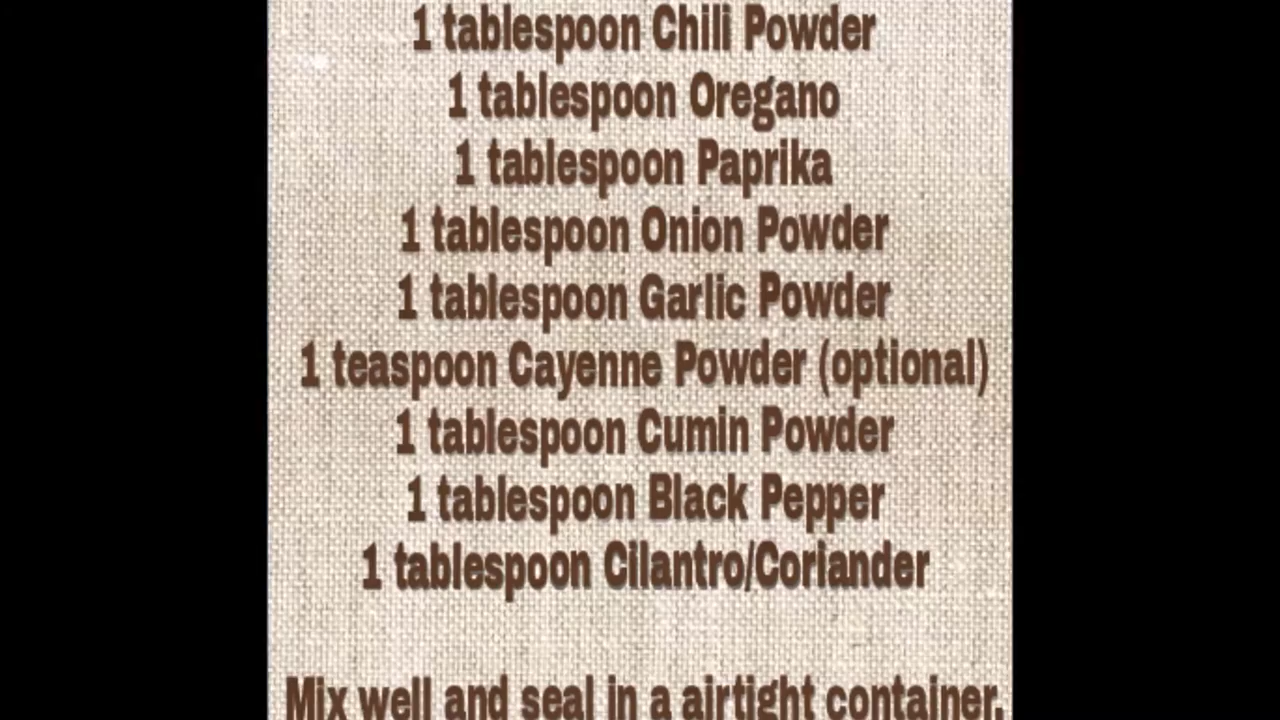 1 tablespoon Chili Powder
1 tablespoon Oregano
1 tablespoon Paprika
1 tablespoon Onion Powder
1 tablespoon Garlic Powder
1 teaspoon Cayenne Powder (optional)
1 tablespoon Cumin Powder
1 tablespoon Black Pepper
1 tablespoon Cilantro/Coriander
Mix well and seal in a airtight container.